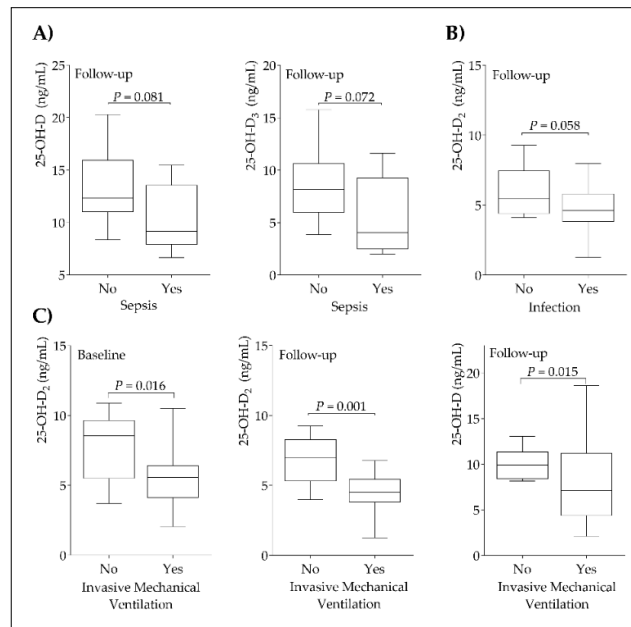 A)
25-OH-D (ng/mL)
25
20
15
10
5
Follow-up
P = 0.081
No Yes
Sepsis
25-OH-D3 (ng/mL)
20
15
10
5
0
Follow-up
P = 0.072
No Yes
Sepsis
B)
25-OH-D2 (ng/mL)
15
10
5
0
Follow-up
P = 0.058
No Yes
Infection
C)
25-OH-D2 (ng/mL)
15
10
5
0
Baseline
P = 0.016
No Yes
Invasive Mechanical
Ventilation
25-OH-D2 (ng/mL)
15
10
5
0
Follow-up
P = 0.001
No Yes
Invasive Mechanical
Ventilation
25-OH-D (ng/mL)
20
15
10
5
0
Follow-up
P = 0.015
No Yes
Invasive Mechanical
Ventilation